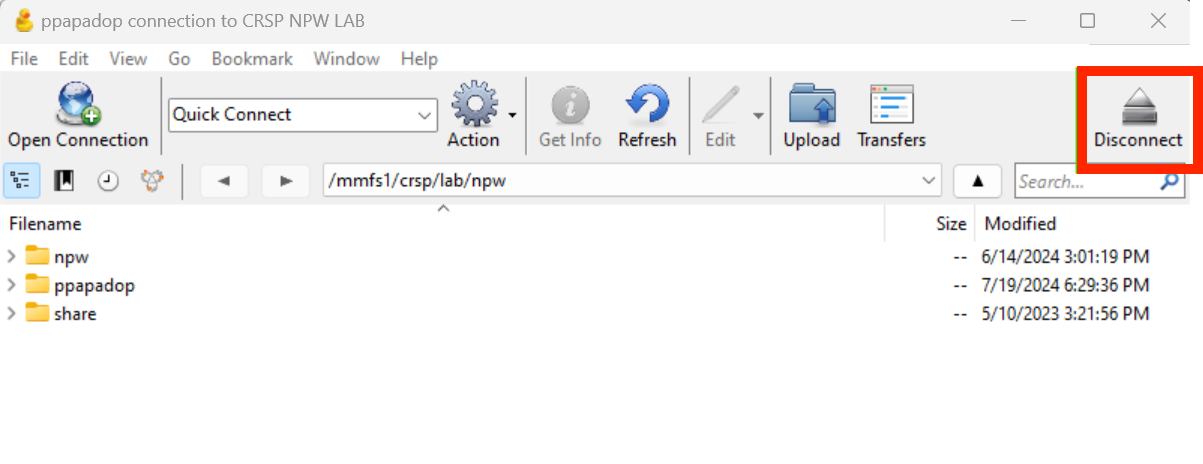 ppapadop connection to CRSP NPW LAB
File Edit View Go Bookmark Window Help
Open Connection Quick Connect Action Get Info Refresh Edit Upload Transfers Disconnect
/mmfs1/crsp/lab/npw Search...
Filename Size Modified
npw -- 6/14/2024 3:01:19 PM
ppapadop -- 7/19/2024 6:29:36 PM
share -- 5/10/2023 3:21:56 PM